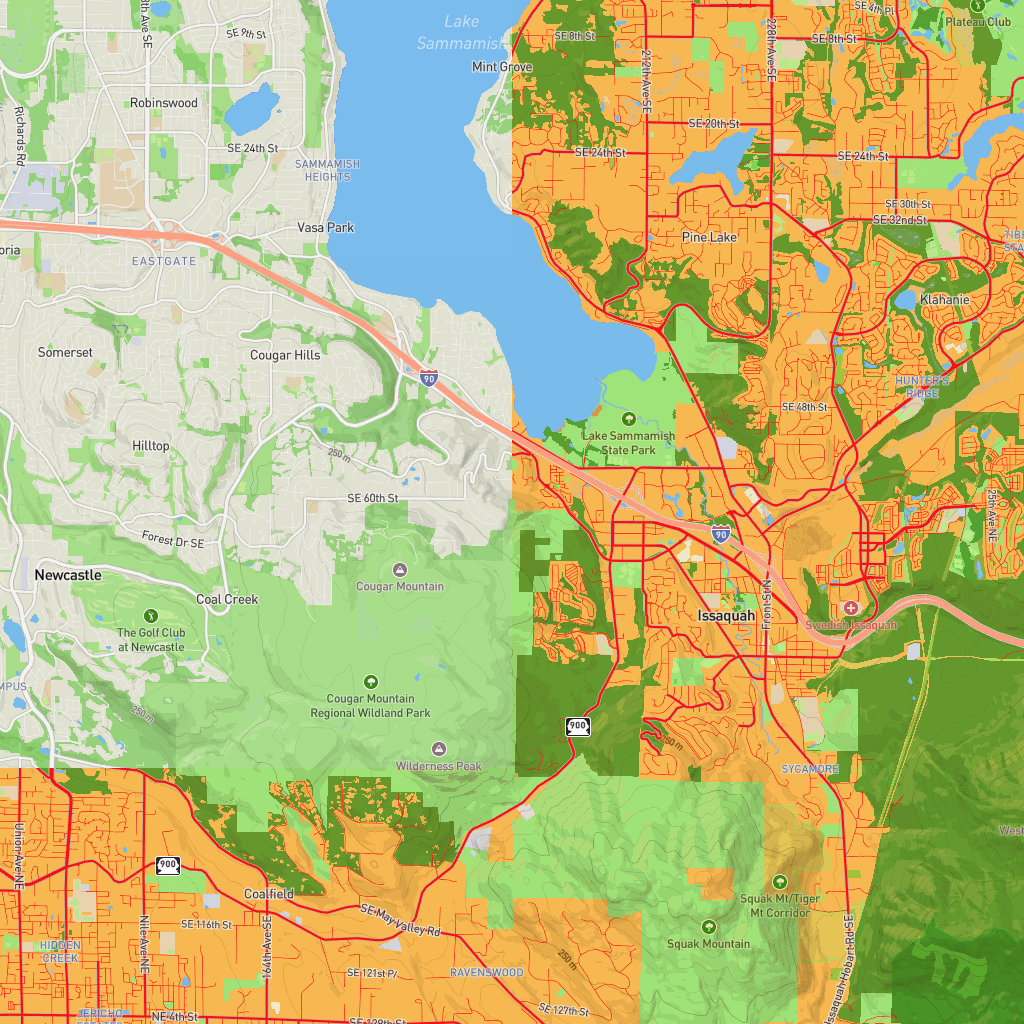 Lake
Sammamish
Mint Grove
SE 8th St
SE 4th Pl
Plateau Club
SE 8th St
228th Ave SE
212th Ave SE
SE 9th St
Robinswood
Richards Rd
SE 24th St
SAMMAMISH
HEIGHTS
SE 20th St
SE 24th St
SE 24th St
SE 30th St
SE 32nd St
Vasa Park
Pine Lake
EASTGATE
Klahanie
Somerset
Cougar Hills
90
HUNTER'S
RIDGE
SE 48th St
Lake Sammamish
State Park
Hilltop
250 m
SE 60th St
25th Ave NE
Forest Dr SE
90
Newcastle
Cougar Mountain
Coal Creek
The Golf Club
at Newcastle
Issaquah
Front St N
Swedish Issaquah
Cougar Mountain
Regional Wildland Park
250 m
900
250 m
Wilderness Peak
SYCAMORE
West
Union Ave NE
900
Coalfield
SE May Valley Rd
SE 116th St
Nile Ave NE
164th Ave SE
HIDDEN
CREEK
SE 121st Pl
RAVENSWOOD
250 m
Squak Mt/Tiger
Mt Corridor
Squak Mountain
Issaquah-Hobart Rd SE
JERICHO
NE 4th St
SE 128th St
SE 127th St